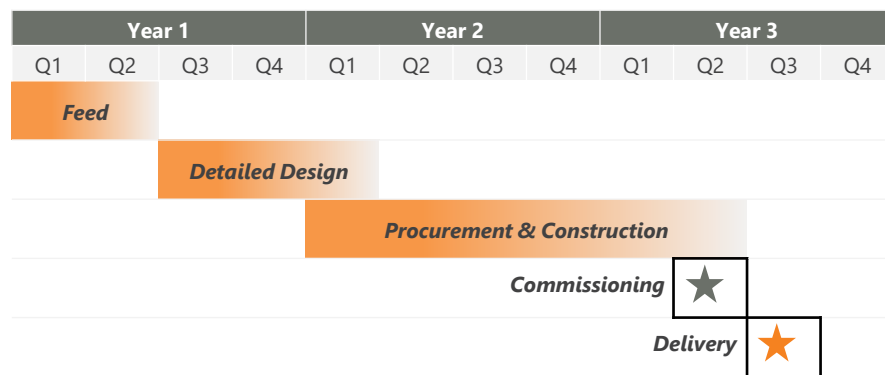 Year 1 Year 2 Year 3
Q1 Q2 Q3 Q4 Q1 Q2 Q3 Q4 Q1 Q2 Q3 Q4
Feed
Detailed Design
Procurement & Construction
Commissioning
Delivery